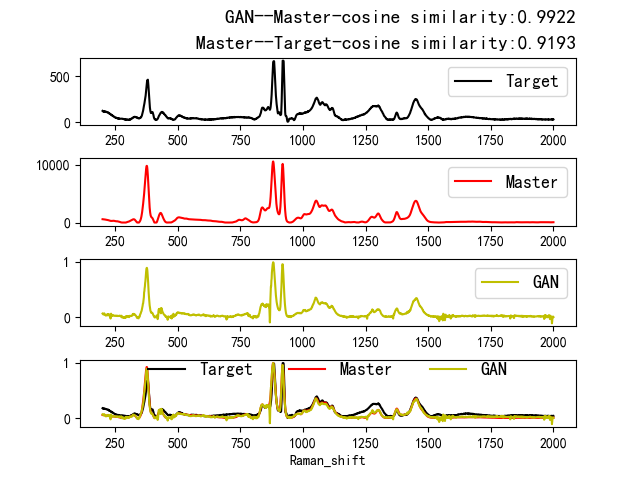 GAN--Master-cosine similarity:0.9922
Master--Target-cosine similarity:0.9193
500
0
Target
250 500 750 1000 1250 1500 1750 2000
10000
0
Master
250 500 750 1000 1250 1500 1750 2000
1
0
GAN
250 500 750 1000 1250 1500 1750 2000
1
0
Target Master GAN
250 500 750 1000 1250 1500 1750 2000
Raman_shift